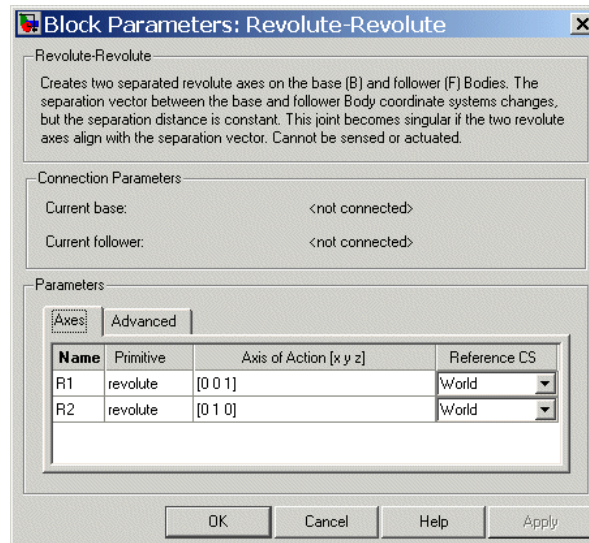 Block Parameters: Revolute-Revolute
Revolute-Revolute
Creates two separated revolute axes on the base (B) and follower (F) Bodies. The
separation vector between the base and follower Body coordinate systems changes,
but the separation distance is constant. This joint becomes singular if the two revolute
axes align with the separation vector. Cannot be sensed or actuated.
Connection Parameters
Current base: <not connected>
Current follower: <not connected>
Parameters
Axes Advanced
Name Primitive Axis of Action [x y z] Reference CS
R1 revolute [0 0 1] World
R2 revolute [0 1 0] World
OK Cancel Help Apply